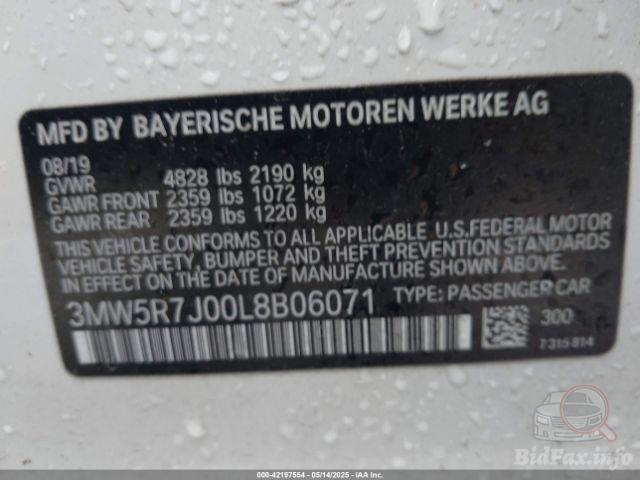 MFD BY BAYERISCHE MOTOREN WERKE AG
08/19
GVWR 4828 lbs 2190 kg
GAWR FRONT 2359 lbs 1072 kg
GAWR REAR 2359 lbs 1220 kg
THIS VEHICLE CONFORMS TO ALL APPLICABLE U.S.FEDERAL MOTOR
VEHICLE SAFETY, BUMPER AND THEFT PREVENTION STANDARDS
IN EFFECT ON THE DATE OF MANUFACTURE SHOWN ABOVE.
3MW5R7J00L8B06071 TYPE: PASSENGER CAR
300
7315814
BidFax.info
000-42197554 - 05/14/2025 - IAA Inc.